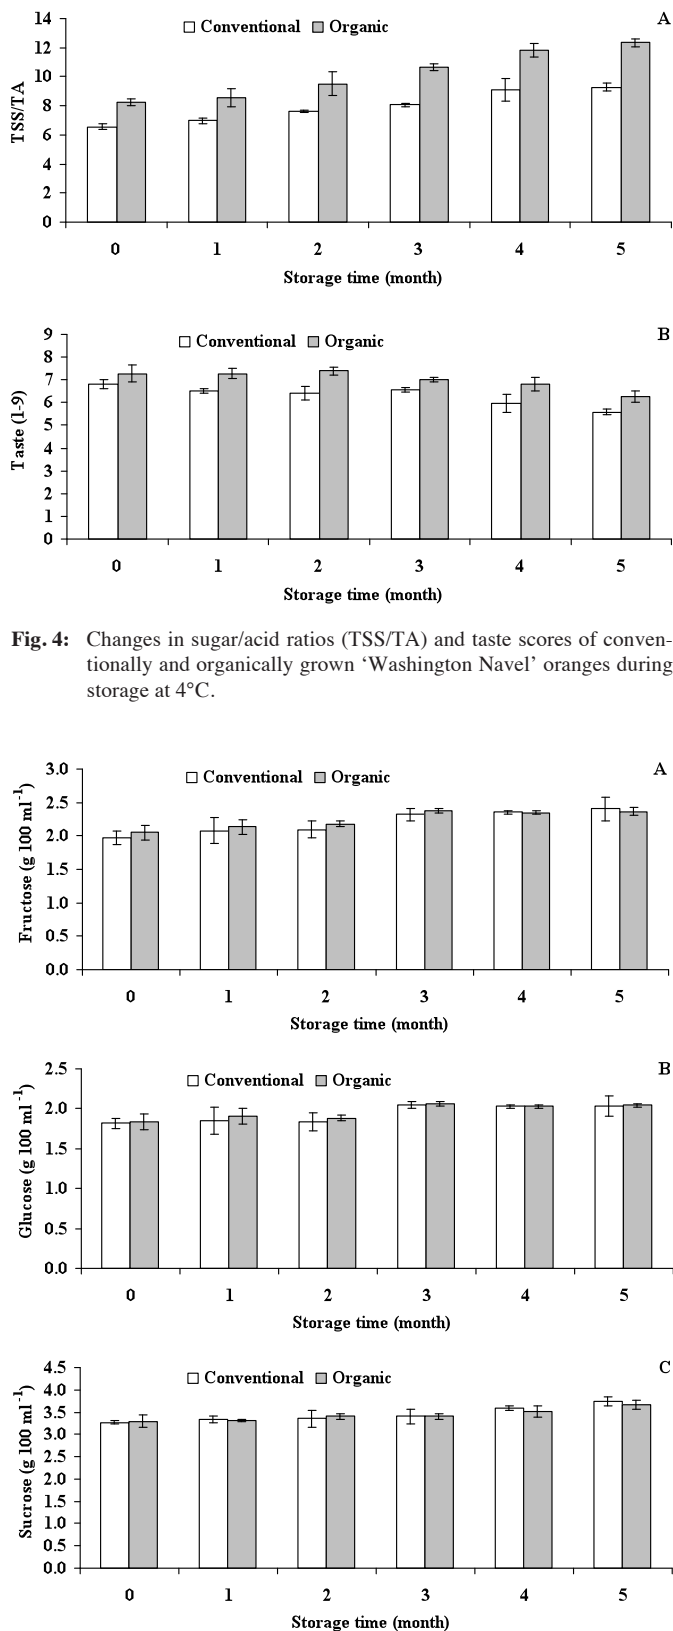 A
Conventional Organic
14
12
10
8
6
4
2
0
TSS/TA
0 1 2 3 4 5
Storage time (month)
B
Conventional Organic
9
8
7
6
5
4
3
2
1
0
Taste (1-9)
0 1 2 3 4 5
Storage time (month)
Fig. 4: Changes in sugar/acid ratios (TSS/TA) and taste scores of conven-
tionally and organically grown ‘Washington Navel’ oranges during
storage at 4°C.
A
Conventional Organic
3.0
2.5
2.0
1.5
1.0
0.5
0.0
Fructose (g 100 ml⁻¹)
0 1 2 3 4 5
Storage time (month)
B
Conventional Organic
2.5
2.0
1.5
1.0
0.5
0.0
Glucose (g 100 ml⁻¹)
0 1 2 3 4 5
Storage time (month)
C
Conventional Organic
4.5
4.0
3.5
3.0
2.5
2.0
1.5
1.0
0.5
0.0
Sucrose (g 100 ml⁻¹)
0 1 2 3 4 5
Storage time (month)